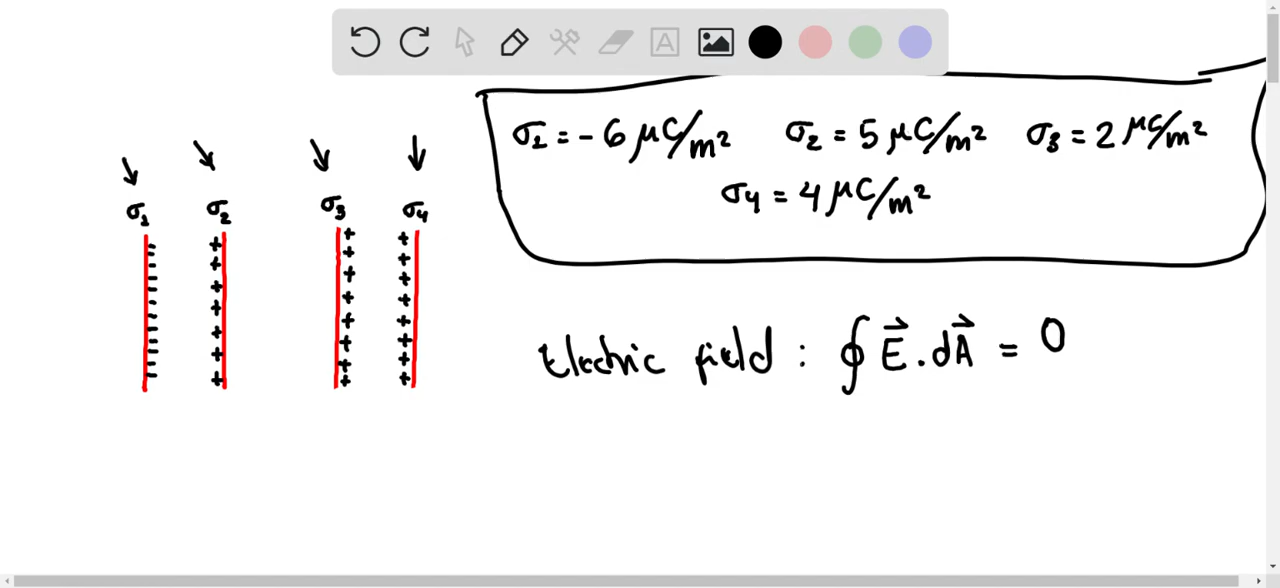 σ1 = - 6 μC/m² σ2 = 5 μC/m² σ3 = 2 μC/m²
σ4 = 4 μC/m²
σ1 σ2 σ3 σ4
Electric field : ∮ E⃗ . dA⃗ = 0